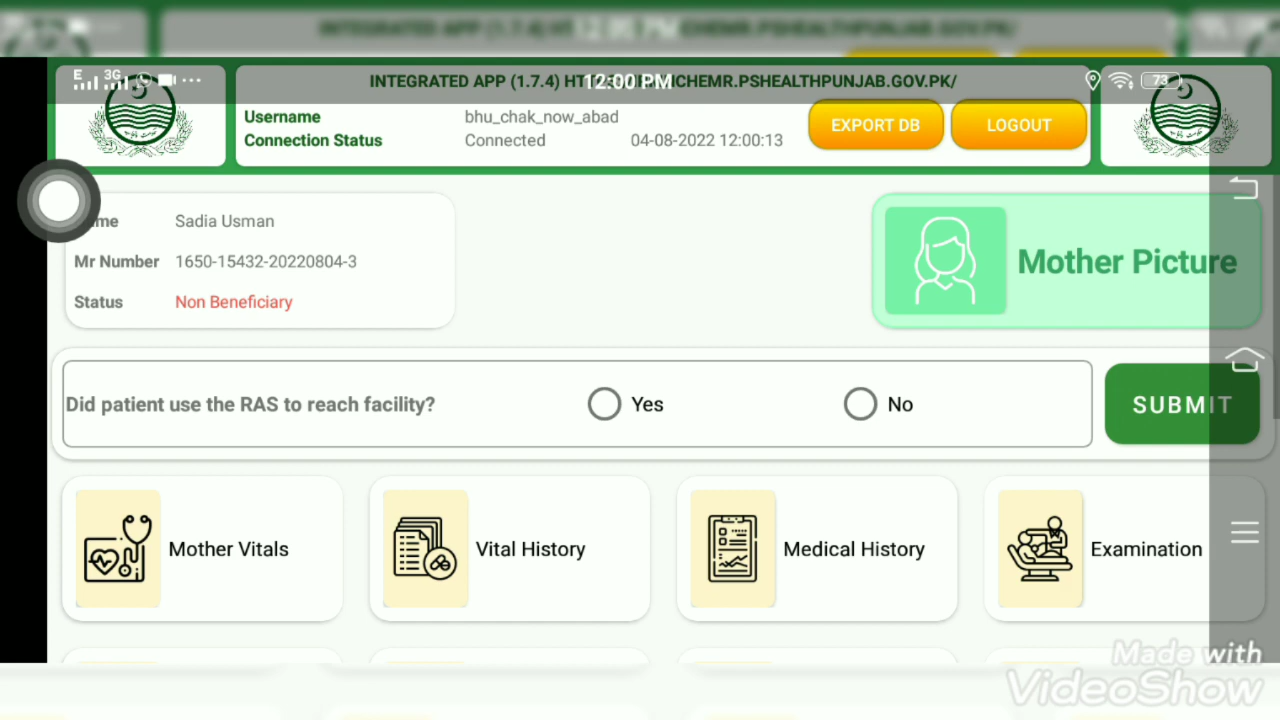 E 3G 12:00 PM 73
INTEGRATED APP (1.7.4) HT MCHEMR.PSHEALTHPUNJAB.GOV.PK/
Username bhu_chak_now_abad
Connection Status Connected 04-08-2022 12:00:13
EXPORT DB LOGOUT
Sadia Usman
Mr Number 1650-15432-20220804-3
Status Non Beneficiary
Mother Picture
Did patient use the RAS to reach facility? Yes No SUBMIT
Mother Vitals Vital History Medical History Examination
Made with
VideoShow